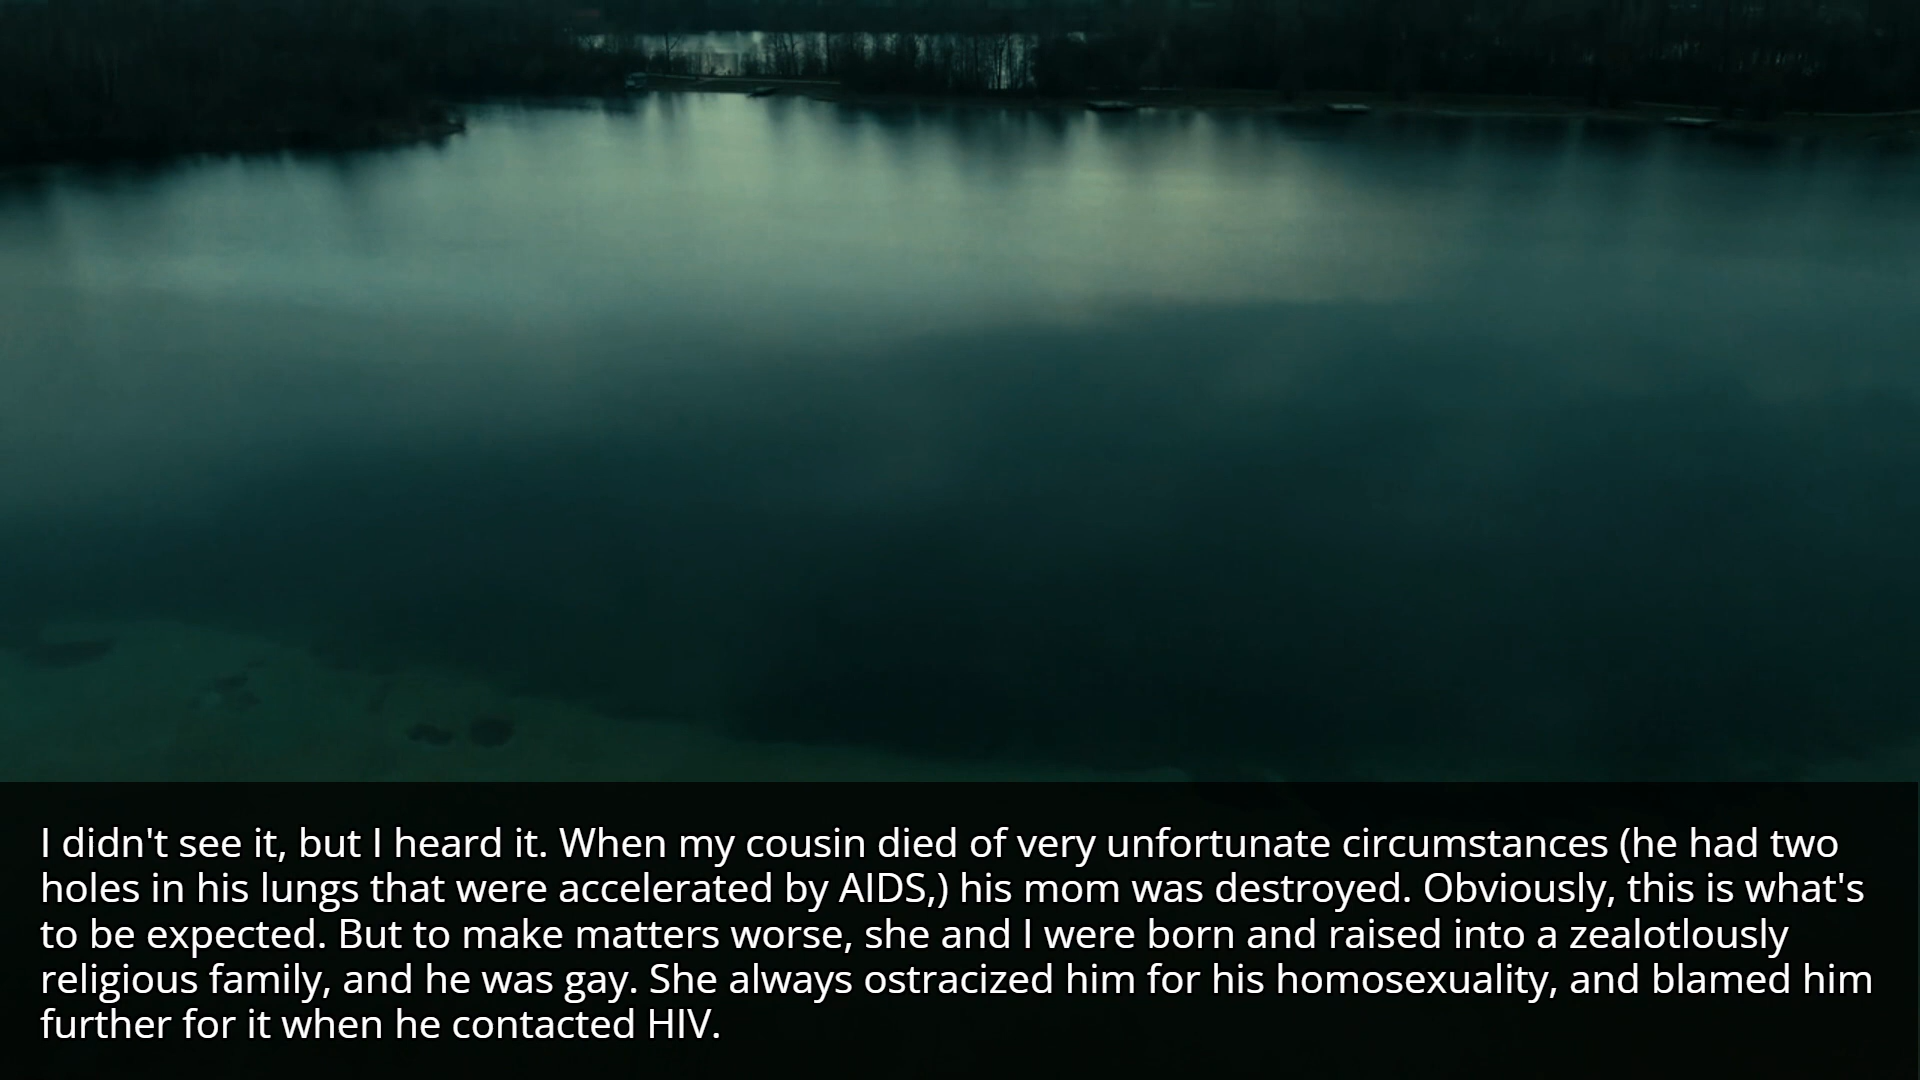 I didn't see it, but I heard it. When my cousin died of very unfortunate circumstances (he had two
holes in his lungs that were accelerated by AIDS,) his mom was destroyed. Obviously, this is what's
to be expected. But to make matters worse, she and I were born and raised into a zealotlously
religious family, and he was gay. She always ostracized him for his homosexuality, and blamed him
further for it when he contacted HIV.